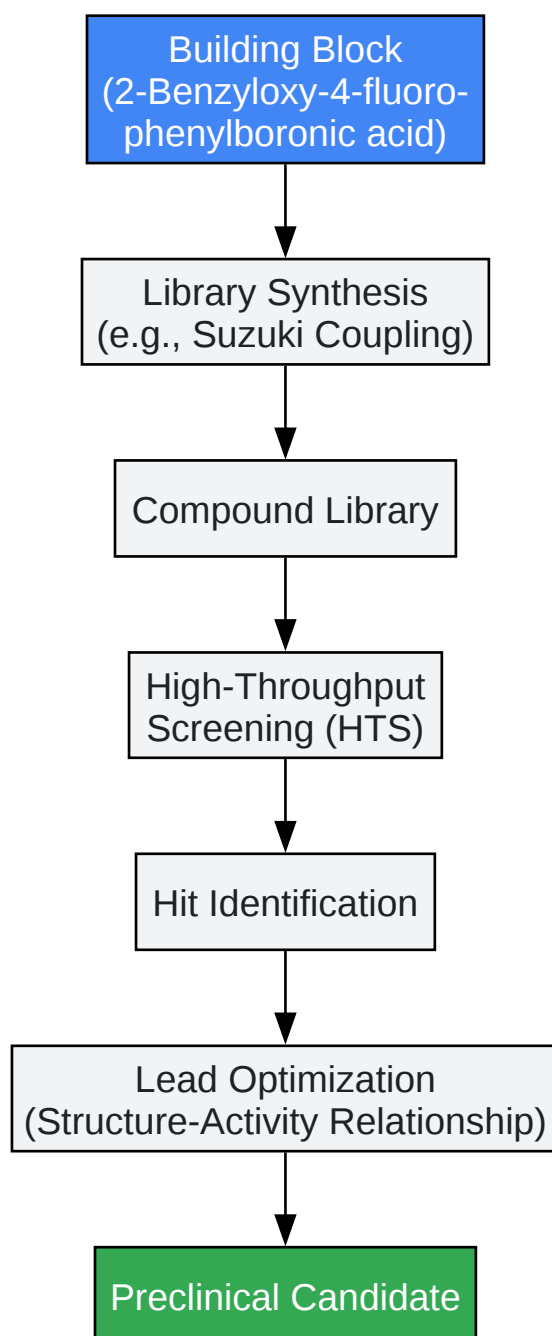 Building Block
(2-Benzyloxy-4-fluoro-
phenylboronic acid)
Library Synthesis
(e.g., Suzuki Coupling)
Compound Library
High-Throughput
Screening (HTS)
Hit Identification
Lead Optimization
(Structure-Activity Relationship)
Preclinical Candidate